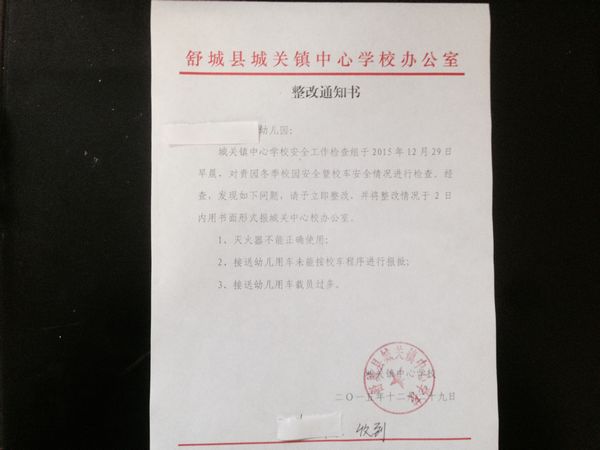 舒城县城关镇中心学校办公室
整改通知书
幼儿园:
城关镇中心学校安全工作检查组于2015年12月29日
早晨,对贵园冬季校园安全暨校车安全情况进行检查。经
查,发现如下问题,请予立即整改,并将整改情况于2日
内用书面形式报城关中心校办公室。
1、灭火器不能正确使用;
2、接送幼儿用车未能按校车程序进行报批;
3、接送幼儿用车载员过多。
城关镇中心学校
二〇一五年十二月二十九日
收到